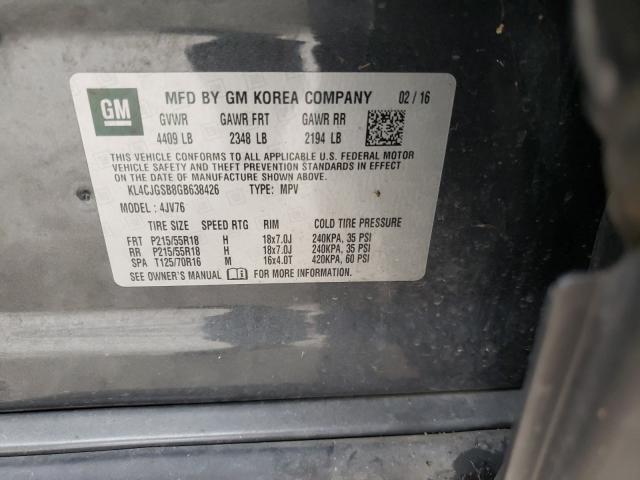 GM
MFD BY GM KOREA COMPANY 02 / 16
GVWR GAWR FRT GAWR RR
4409 LB 2348 LB 2194 LB
THIS VEHICLE CONFORMS TO ALL APPLICABLE U.S. FEDERAL MOTOR
VEHICLE SAFETY AND THEFT PREVENTION STANDARDS IN EFFECT
ON THE DATE OF MANUFACTURE SHOWN ABOVE.
KL4CJGSB8GB638426 TYPE: MPV
MODEL : 4JV76
TIRE SIZE SPEED RTG RIM COLD TIRE PRESSURE
FRT P215/55R18 H 18x7.0J 240KPA, 35 PSI
RR P215/55R18 H 18x7.0J 240KPA, 35 PSI
SPA T125/70R16 M 16x4.0T 420KPA, 60 PSI
SEE OWNER'S MANUAL FOR MORE INFORMATION.